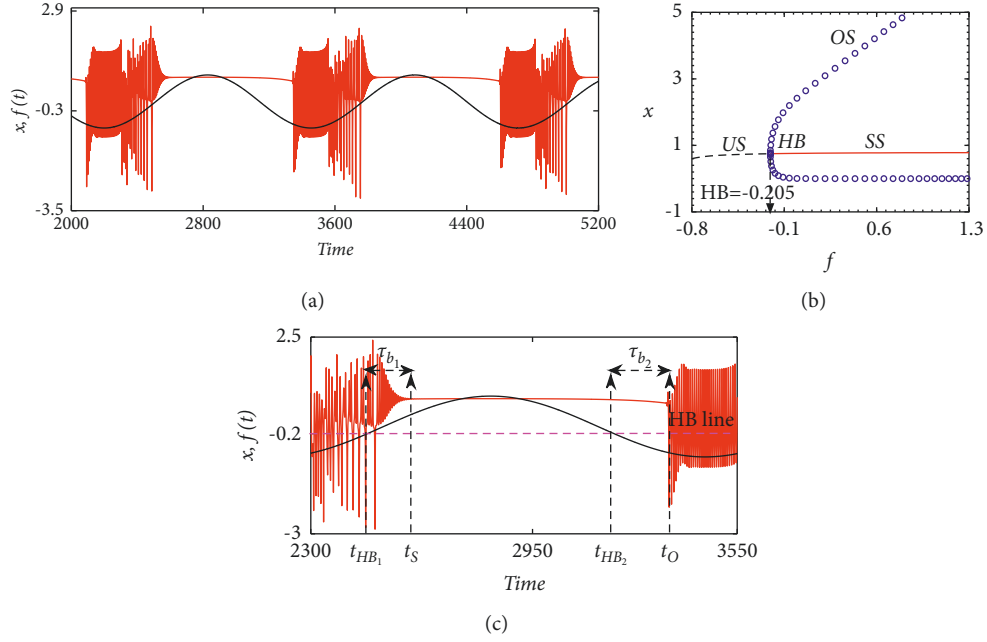 2.9
-0.3
-3.5
x, f (t)
2000 2800 3600 4400 5200
Time
(a)
5
3
1
-1
x
OS
US HB SS
HB=-0.205
-0.8 -0.1 0.6 1.3
f
(b)
2.5
-0.2
-3
x, f (t)
τb1 τb2
HB line
2300 tHB1 tS 2950 tHB2 tO 3550
Time
(c)